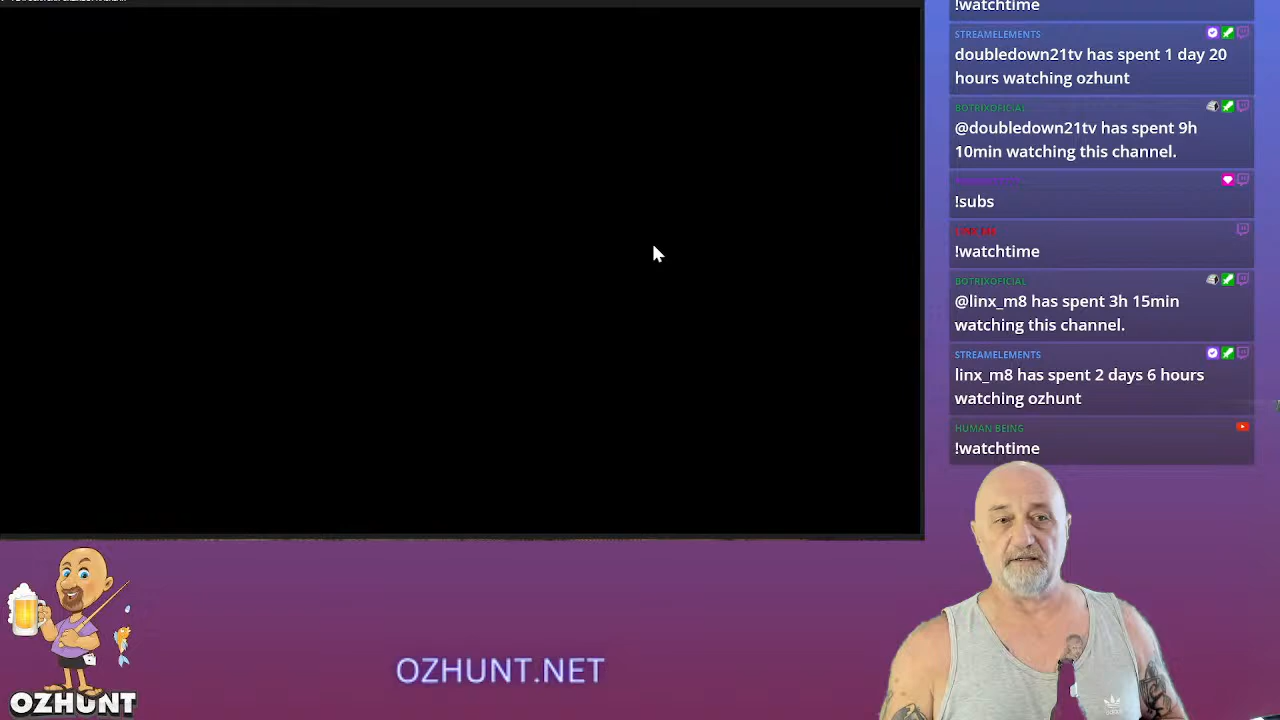 !watchtime
STREAMELEMENTS
doubledown21tv has spent 1 day 20
hours watching ozhunt
BOTRIXOFICIAL
@doubledown21tv has spent 9h
10min watching this channel.
!subs
!watchtime
BOTRIXOFICIAL
@linx_m8 has spent 3h 15min
watching this channel.
STREAMELEMENTS
linx_m8 has spent 2 days 6 hours
watching ozhunt
HUMAN BEING
!watchtime
OZHUNT.NET
OZHUNT